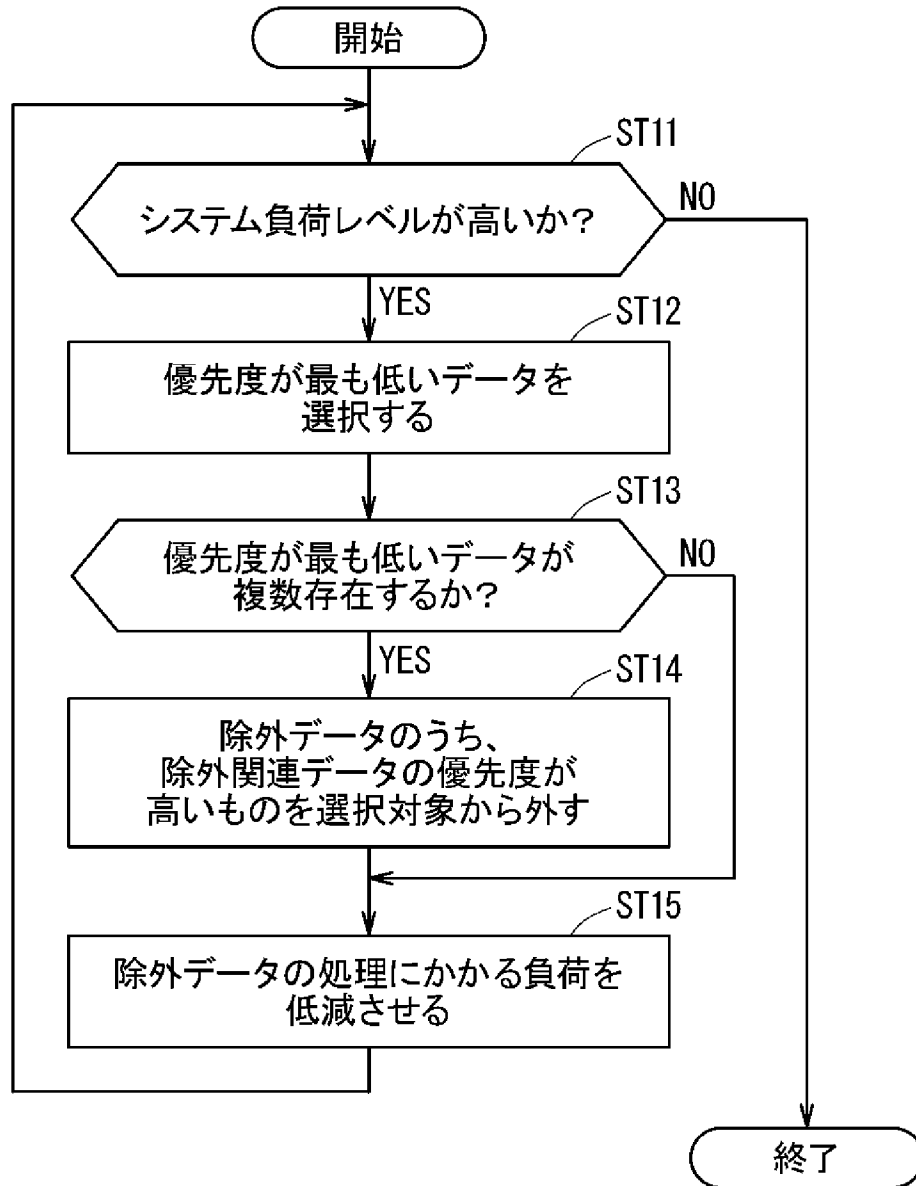 開始
ST11
システム負荷レベルが高いか?
NO
YES
ST12
優先度が最も低いデータを
選択する
ST13
優先度が最も低いデータが
複数存在するか?
NO
YES
ST14
除外データのうち、
除外関連データの優先度が
高いものを選択対象から外す
ST15
除外データの処理にかかる負荷を
低減させる
終了